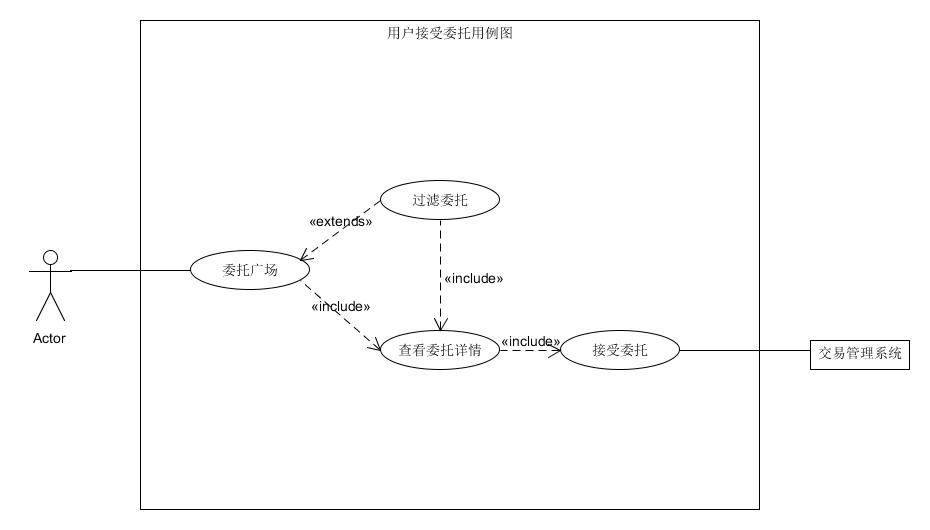 用户接受委托用例图
过滤委托
«extends»
委托广场
«include»
«include»
Actor
查看委托详情
«include»
接受委托
交易管理系统